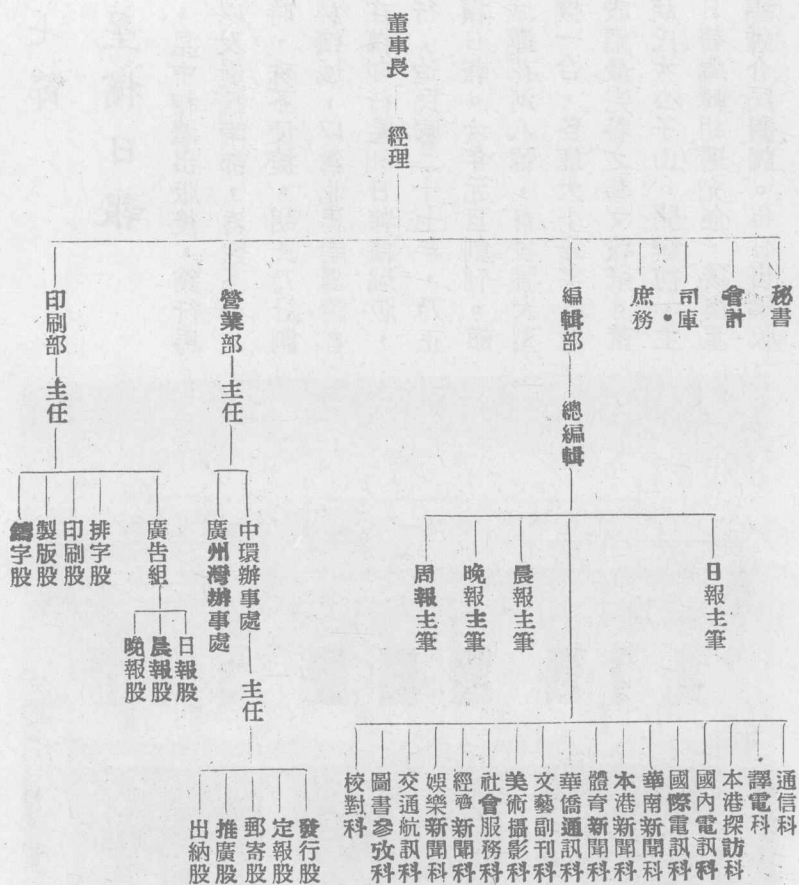 董事長
經理
秘書
會計
司庫
庶務
編輯部
總編輯
日報主筆
晨報主筆
晚報主筆
周報主筆
通信科
譯電科
本港探訪科
國內電訊科
國際電訊科
華南新聞科
本港新聞科
體育新聞科
華僑通訊科
文藝副刊科
美術攝影科
社會服務科
經濟新聞科
娛樂新聞科
交通航訊科
圖書參攷科
校對科
營業部
主任
中環辦事處
廣州灣辦事處
主任
發行股
定報股
郵寄股
推廣股
出納股
印刷部
主任
廣告組
日報股
晨報股
晚報股
排字股
印刷股
製版股
鑄字股